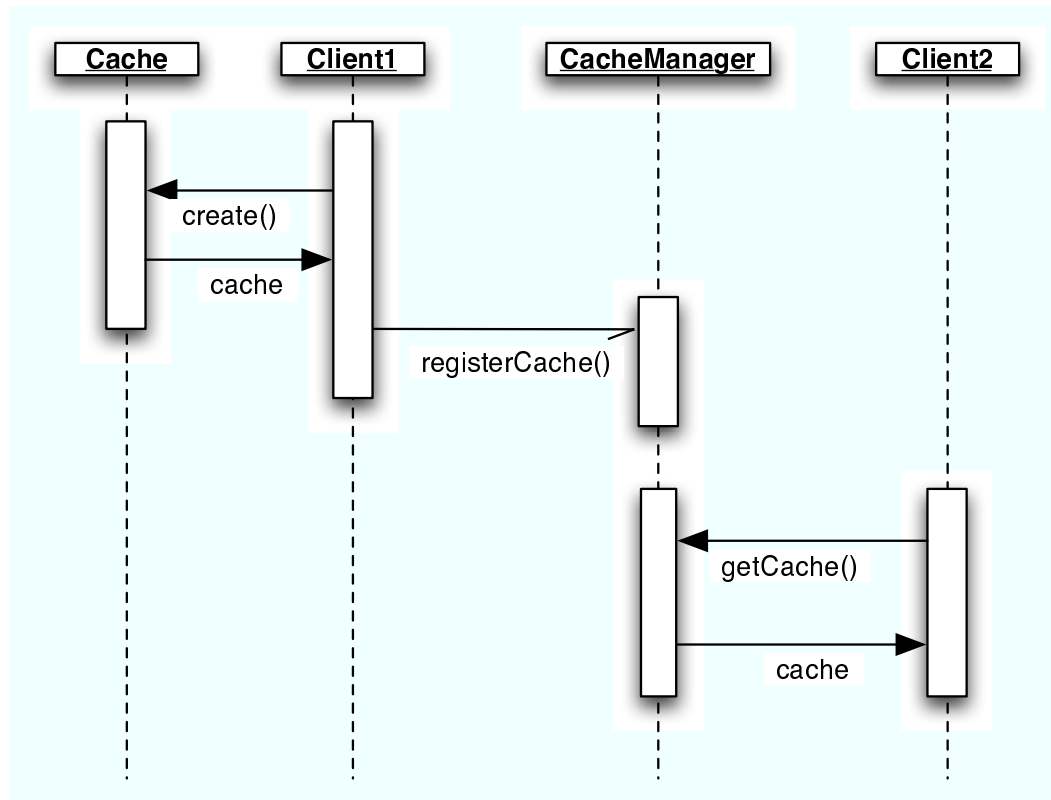 Cache
Client1
CacheManager
Client2
create()
cache
registerCache()
getCache()
cache